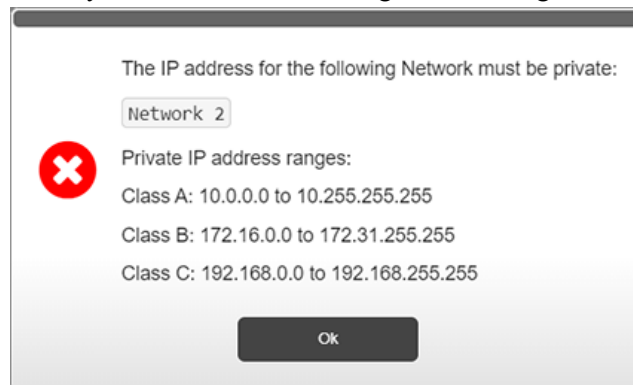 The IP address for the following Network must be private:
Network 2
Private IP address ranges:
Class A: 10.0.0.0 to 10.255.255.255
Class B: 172.16.0.0 to 172.31.255.255
Class C: 192.168.0.0 to 192.168.255.255
Ok